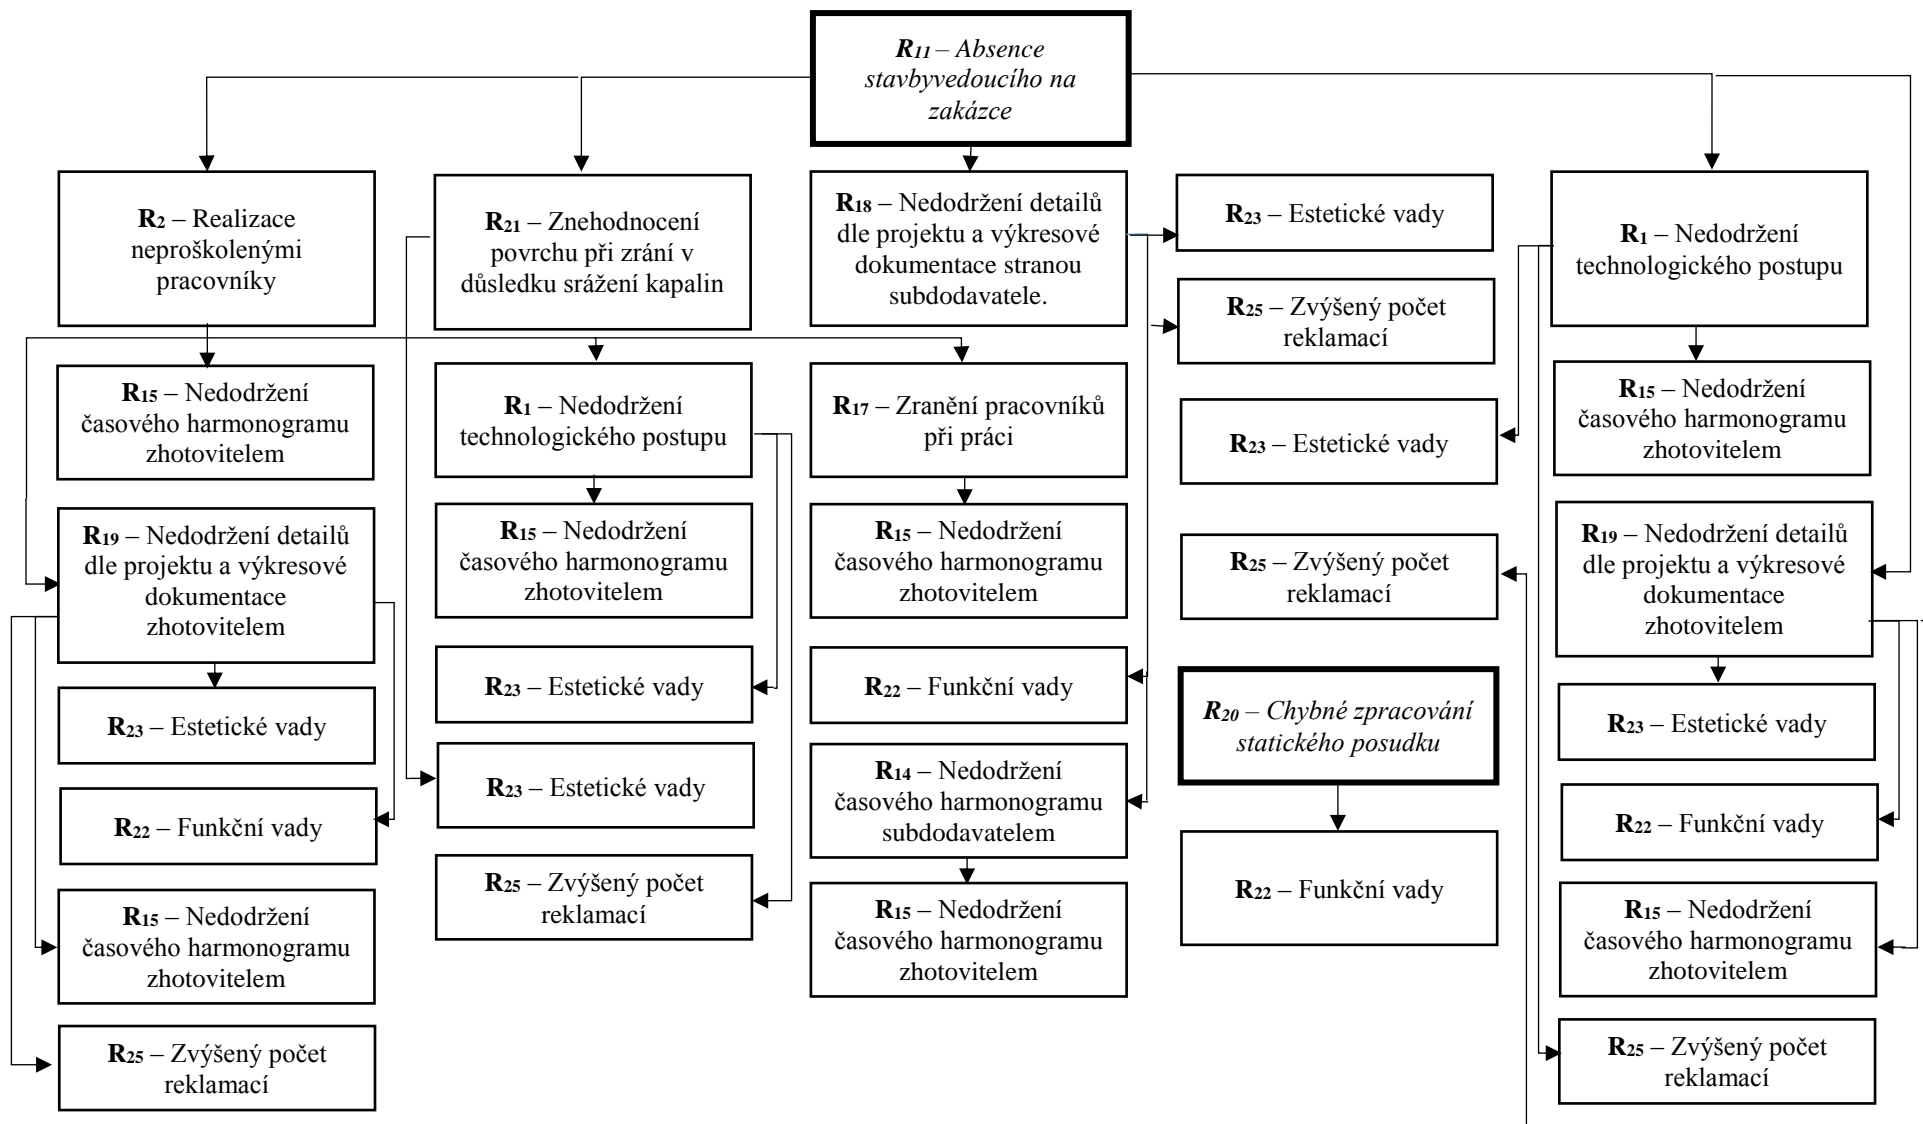 R11 – Absence
stavbyvedoucího na
zakázce
R2 – Realizace
neproškolenými
pracovníky
R21 – Znehodnocení
povrchu při zrání v
důsledku srážení kapalin
R18 – Nedodržení detailů
dle projektu a výkresové
dokumentace stranou
subdodavatele.
R23 – Estetické vady
R1 – Nedodržení
technologického postupu
R25 – Zvýšený počet
reklamací
R15 – Nedodržení
časového harmonogramu
zhotovitelem
R1 – Nedodržení
technologického postupu
R17 – Zranění pracovníků
při práci
R23 – Estetické vady
R15 – Nedodržení
časového harmonogramu
zhotovitelem
R19 – Nedodržení detailů
dle projektu a výkresové
dokumentace
zhotovitelem
R15 – Nedodržení
časového harmonogramu
zhotovitelem
R15 – Nedodržení
časového harmonogramu
zhotovitelem
R25 – Zvýšený počet
reklamací
R19 – Nedodržení detailů
dle projektu a výkresové
dokumentace
zhotovitelem
R23 – Estetické vady
R23 – Estetické vady
R22 – Funkční vady
R20 – Chybné zpracování
statického posudku
R23 – Estetické vady
R22 – Funkční vady
R23 – Estetické vady
R14 – Nedodržení
časového harmonogramu
subdodavatelem
R22 – Funkční vady
R22 – Funkční vady
R15 – Nedodržení
časového harmonogramu
zhotovitelem
R25 – Zvýšený počet
reklamací
R15 – Nedodržení
časového harmonogramu
zhotovitelem
R15 – Nedodržení
časového harmonogramu
zhotovitelem
R25 – Zvýšený počet
reklamací
R25 – Zvýšený počet
reklamací